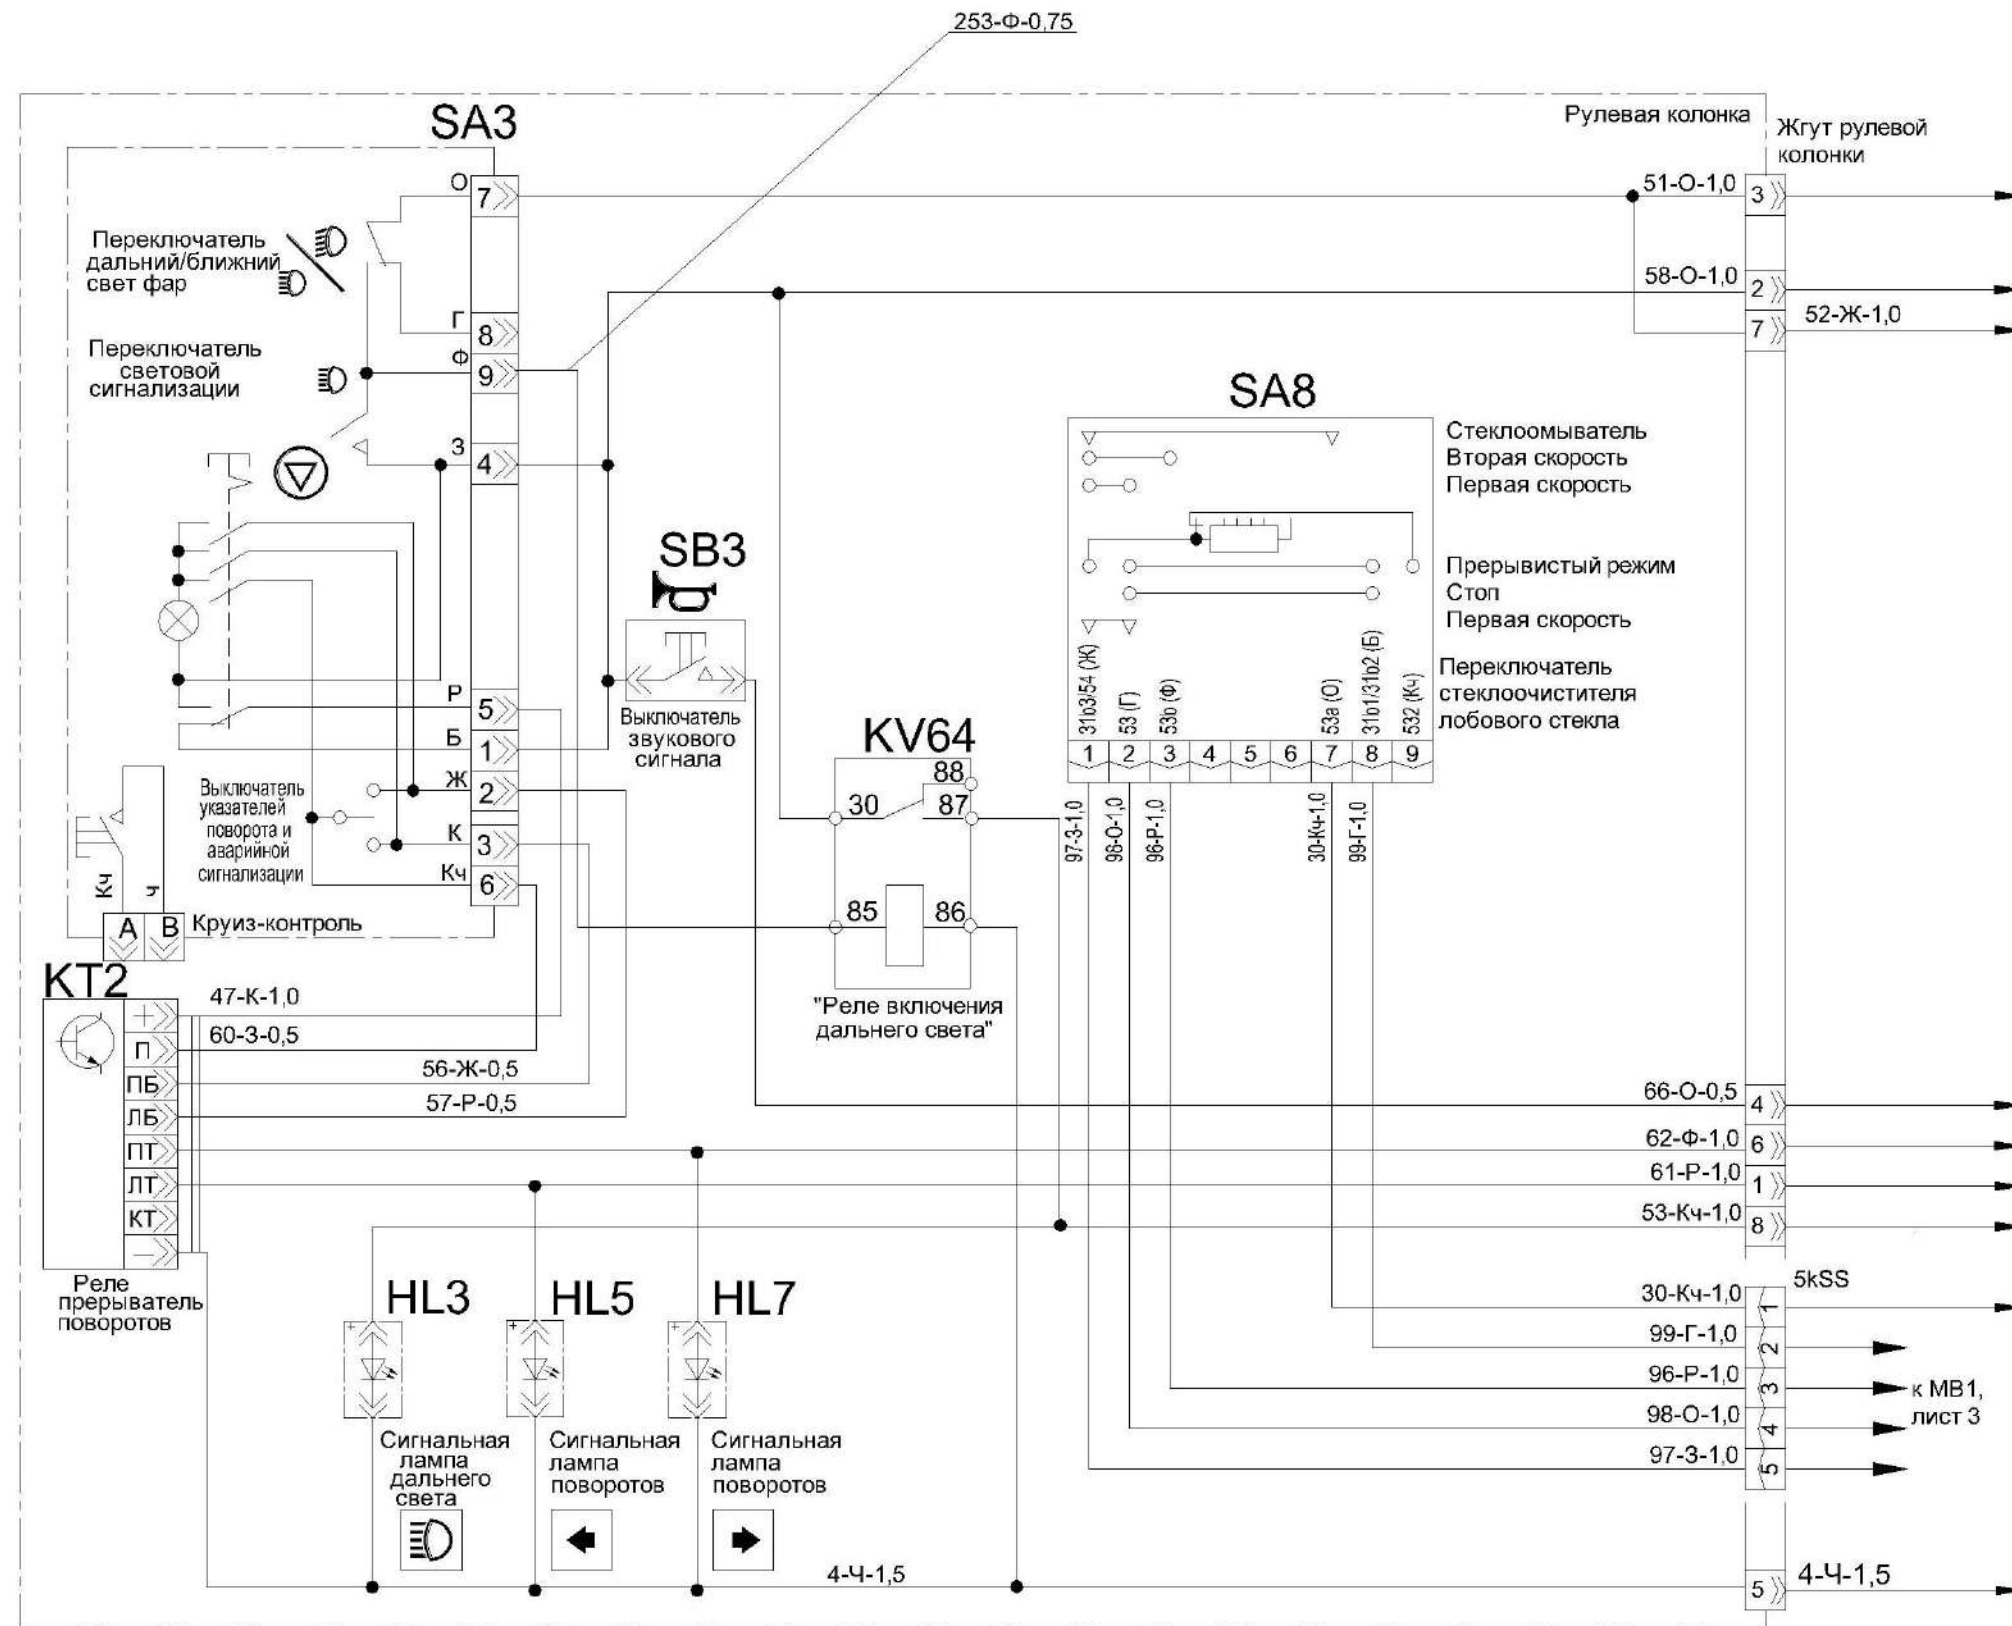 253-Ф-0,75
Рулевая колонка
Жгут рулевой
колонки
SA3
О
7
51-О-1,0
3
Переключатель
дальний/ближний
свет фар
58-О-1,0
2
Г
8
7
52-Ж-1,0
Переключатель
световой
сигнализации
Ф
9
З
4
SA8
Стеклоомыватель
Вторая скорость
Первая скорость
Прерывистый режим
Стоп
Первая скорость
31b3/54 (Ж)
53 (Г)
53b (Ф)
53a (О)
31b1/31b2 (Б)
532 (Кч)
Переключатель
стеклоочистителя
лобового стекла
1
2
3
4
5
6
7
8
9
97-З-1,0
98-О-1,0
96-Р-1,0
30-Кч-1,0
99-Г-1,0
SB3
Выключатель
звукового
сигнала
Р
5
Б
1
Ж
2
К
3
Кч
6
Выключатель
указателей
поворота и
аварийной
сигнализации
Кч
ч
A
B
Круиз-контроль
KV64
88
30
87
85
86
"Реле включения
дальнего света"
KT2
+
П
ПБ
ЛБ
ПТ
ЛТ
КТ
—
47-К-1,0
60-З-0,5
56-Ж-0,5
57-Р-0,5
Реле
прерыватель
поворотов
66-О-0,5
4
62-Ф-1,0
6
61-Р-1,0
1
53-Кч-1,0
8
5kSS
30-Кч-1,0
1
99-Г-1,0
2
96-Р-1,0
3
98-О-1,0
4
97-З-1,0
5
к МВ1,
лист 3
HL3
+
Сигнальная
лампа
дальнего
света
HL5
+
Сигнальная
лампа
поворотов
HL7
+
Сигнальная
лампа
поворотов
4-Ч-1,5
5
4-Ч-1,5